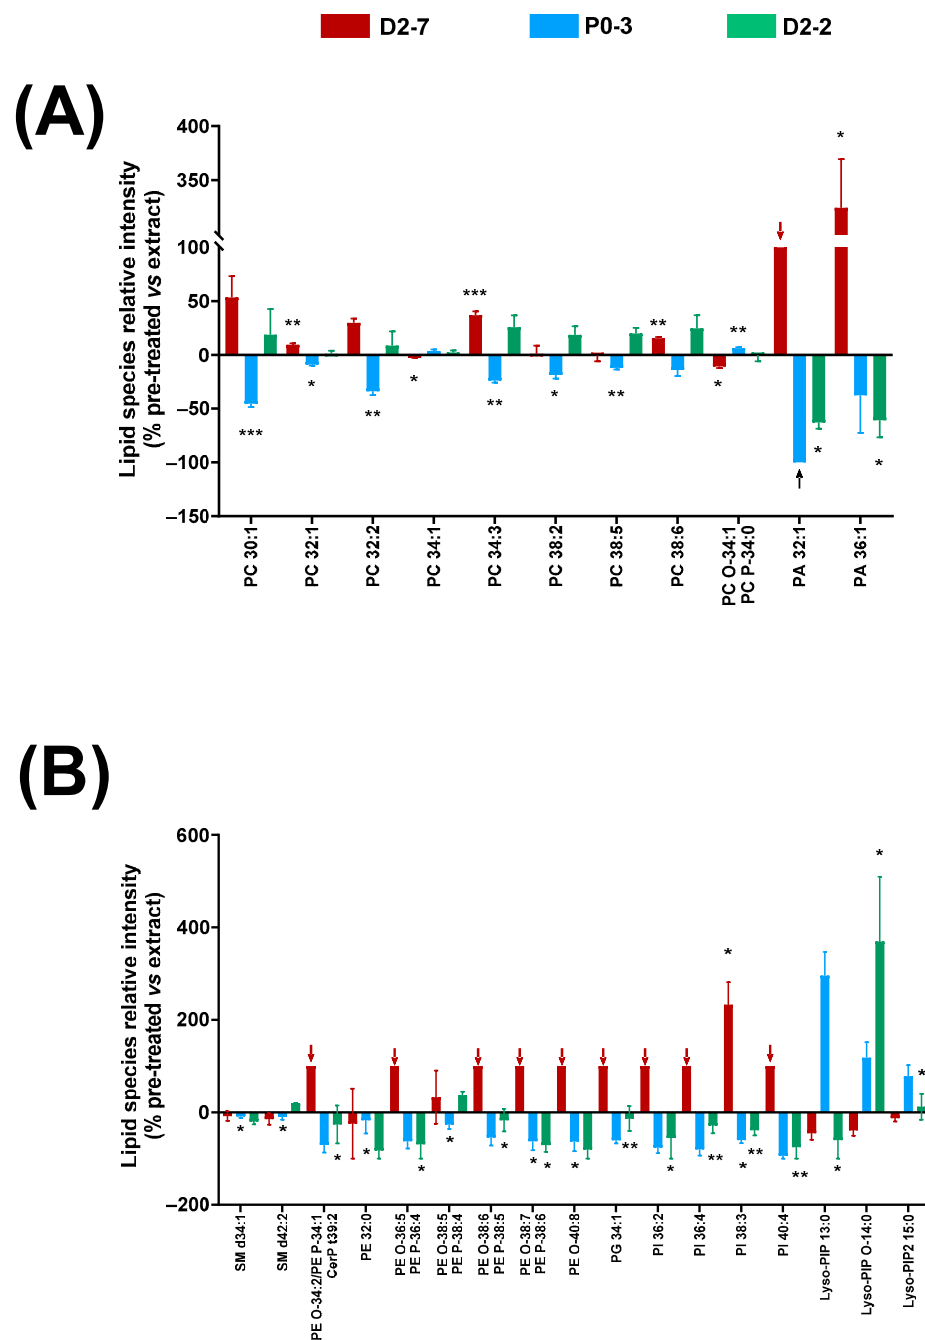 D2-7 P0-3 D2-2
(A)
Lipid species relative intensity
(% pre-treated vs extract)
400
350
100
50
0
−50
−100
−150
*
***
**
**
**
*
***
*
**
*
**
*
**
*
*
*
PC 30:1
PC 32:1
PC 32:2
PC 34:1
PC 34:3
PC 38:2
PC 38:5
PC 38:6
PC O-34:1
PC P-34:0
PA 32:1
PA 36:1
(B)
Lipid species relative intensity
(% pre-treated vs extract)
600
400
200
0
−200
*
*
*
*
*
*
*
*
*
*
*
*
**
*
**
*
**
**
*
SM d34:1
SM d42:2
PE O-34:2/PE P-34:1
CerP t39:2
PE 32:0
PE O-36:5
PE P-36:4
PE O-38:5
PE P-38:4
PE O-38:6
PE P-38:5
PE O-38:7
PE P-38:6
PE O-40:8
PG 34:1
PI 36:2
PI 36:4
PI 38:3
PI 40:4
Lyso-PIP 13:0
Lyso-PIP O-14:0
Lyso-PIP2 15:0